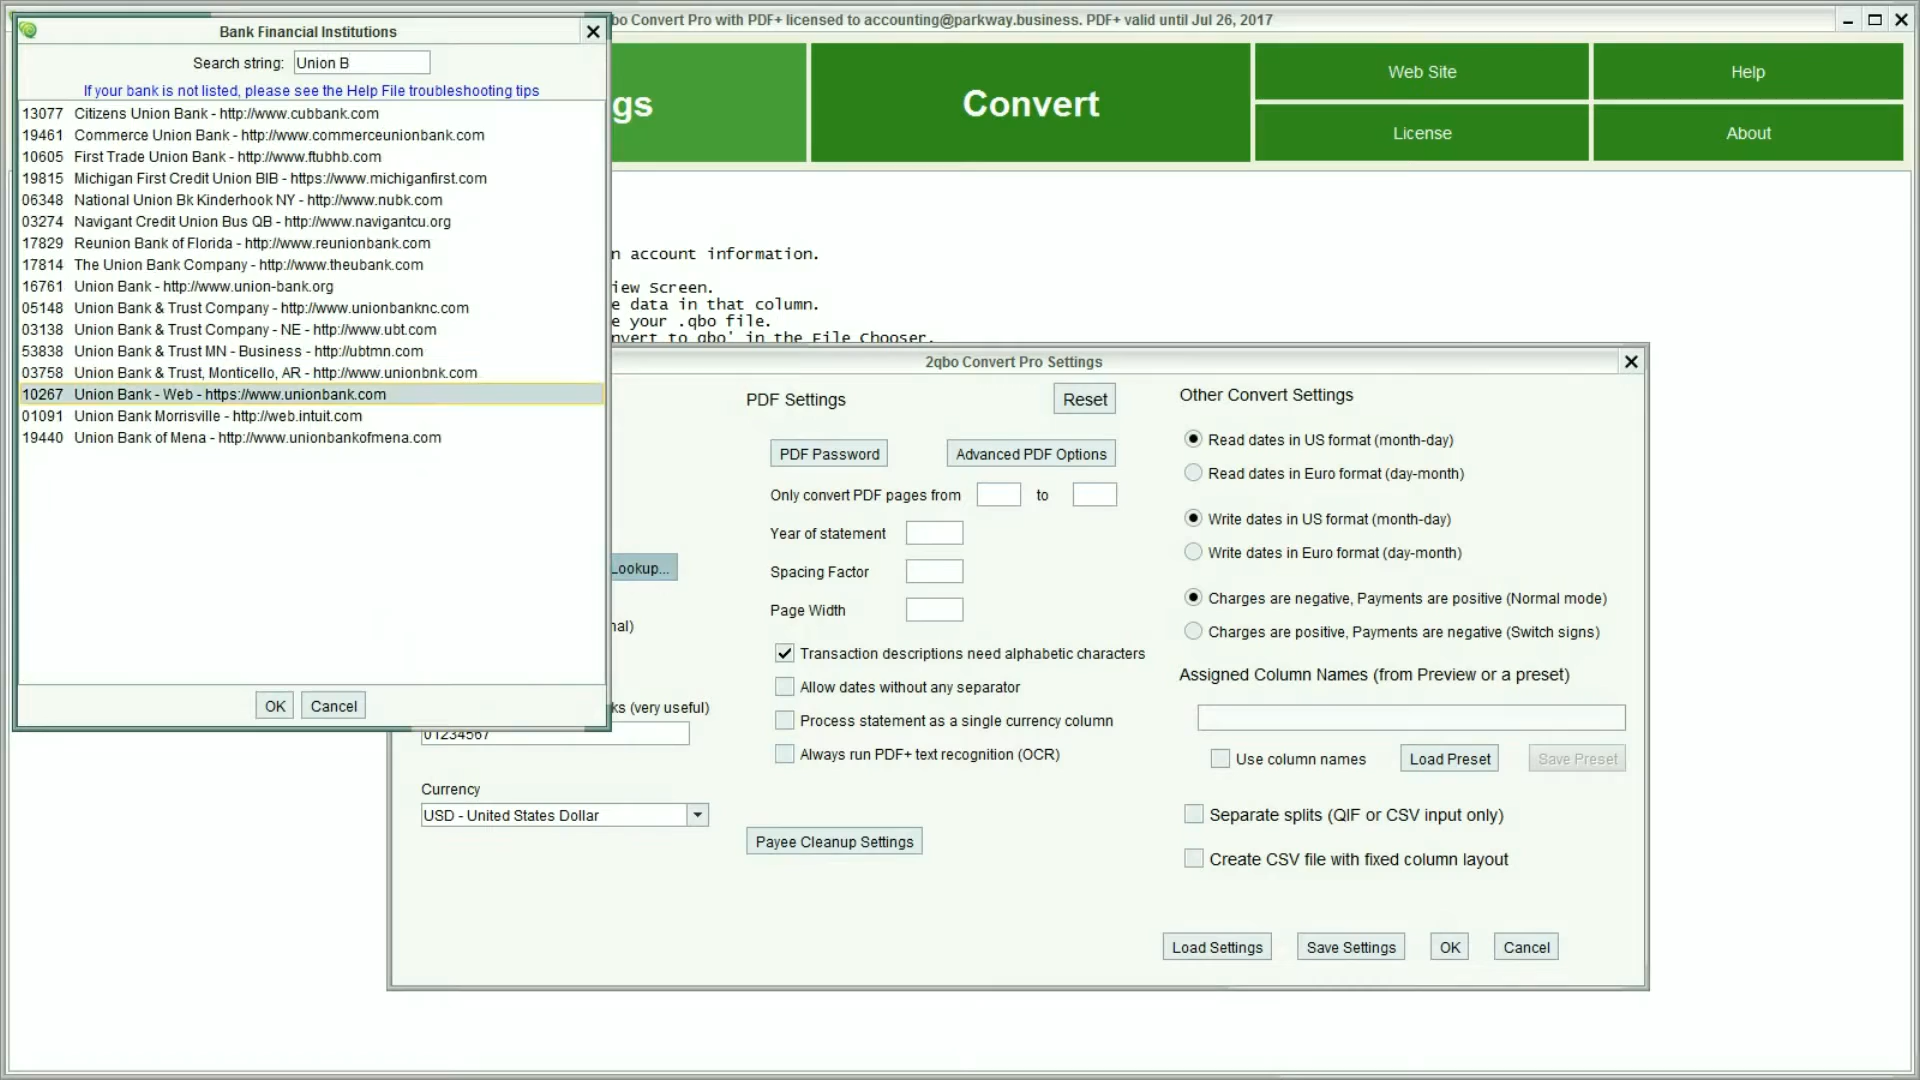 bo Convert Pro with PDF+ licensed to accounting@parkway.business. PDF+ valid until Jul 26, 2017
Bank Financial Institutions
Search string: Union B
If your bank is not listed, please see the Help File troubleshooting tips
13077 Citizens Union Bank - http://www.cubbank.com
19461 Commerce Union Bank - http://www.commerceunionbank.com
10605 First Trade Union Bank - http://www.ftubhb.com
19815 Michigan First Credit Union BIB - https://www.michiganfirst.com
06348 National Union Bk Kinderhook NY - http://www.nubk.com
03274 Navigant Credit Union Bus QB - http://www.navigantcu.org
17829 Reunion Bank of Florida - http://www.reunionbank.com
17814 The Union Bank Company - http://www.theubank.com
16761 Union Bank - http://www.union-bank.org
05148 Union Bank & Trust Company - http://www.unionbanknc.com
03138 Union Bank & Trust Company - NE - http://www.ubt.com
53838 Union Bank & Trust MN - Business - http://ubtmn.com
03758 Union Bank & Trust, Monticello, AR - http://www.unionbnk.com
10267 Union Bank - Web - https://www.unionbank.com
01091 Union Bank Morrisville - http://web.intuit.com
19440 Union Bank of Mena - http://www.unionbankofmena.com
OK Cancel
gs
Convert
Web Site
Help
License
About
n account information.
iew Screen.
e data in that column.
e your .qbo file.
nvert to qbo' in the File Chooser.
2qbo Convert Pro Settings
Lookup...
nal)
ks (very useful)
01234567
Currency
USD - United States Dollar
PDF Settings
Reset
PDF Password
Advanced PDF Options
Only convert PDF pages from to
Year of statement
Spacing Factor
Page Width
Transaction descriptions need alphabetic characters
Allow dates without any separator
Process statement as a single currency column
Always run PDF+ text recognition (OCR)
Payee Cleanup Settings
Other Convert Settings
Read dates in US format (month-day)
Read dates in Euro format (day-month)
Write dates in US format (month-day)
Write dates in Euro format (day-month)
Charges are negative, Payments are positive (Normal mode)
Charges are positive, Payments are negative (Switch signs)
Assigned Column Names (from Preview or a preset)
Use column names
Load Preset
Save Preset
Separate splits (QIF or CSV input only)
Create CSV file with fixed column layout
Load Settings
Save Settings
OK
Cancel